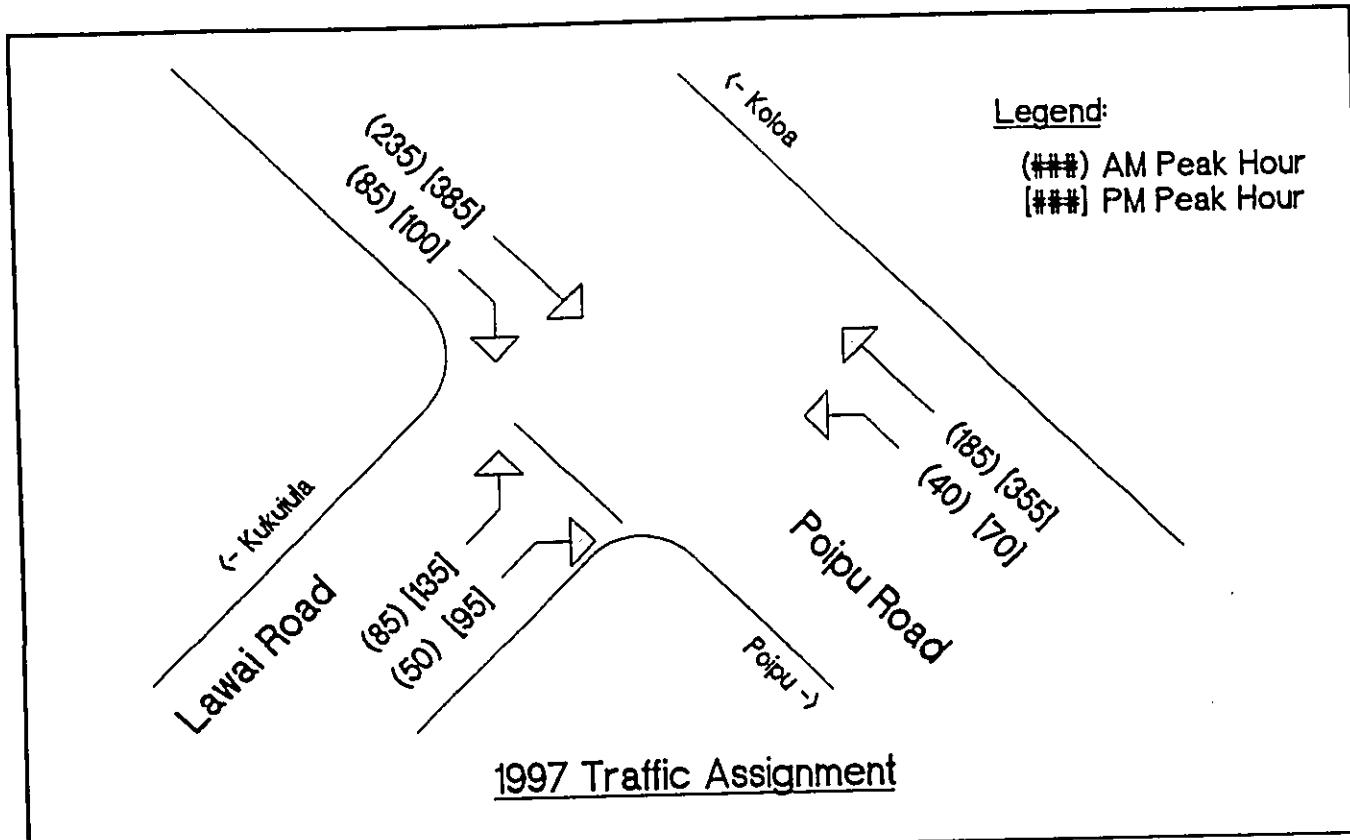 <- Koloa
Legend:
(###) AM Peak Hour
[###] PM Peak Hour
(235) [385]
(85) [100]
(185) [355]
(40) [70]
<- Kukuiula
Lawai Road
(85) [135]
(50) [95]
Poipu Road
Poipu ->
1997 Traffic Assignment